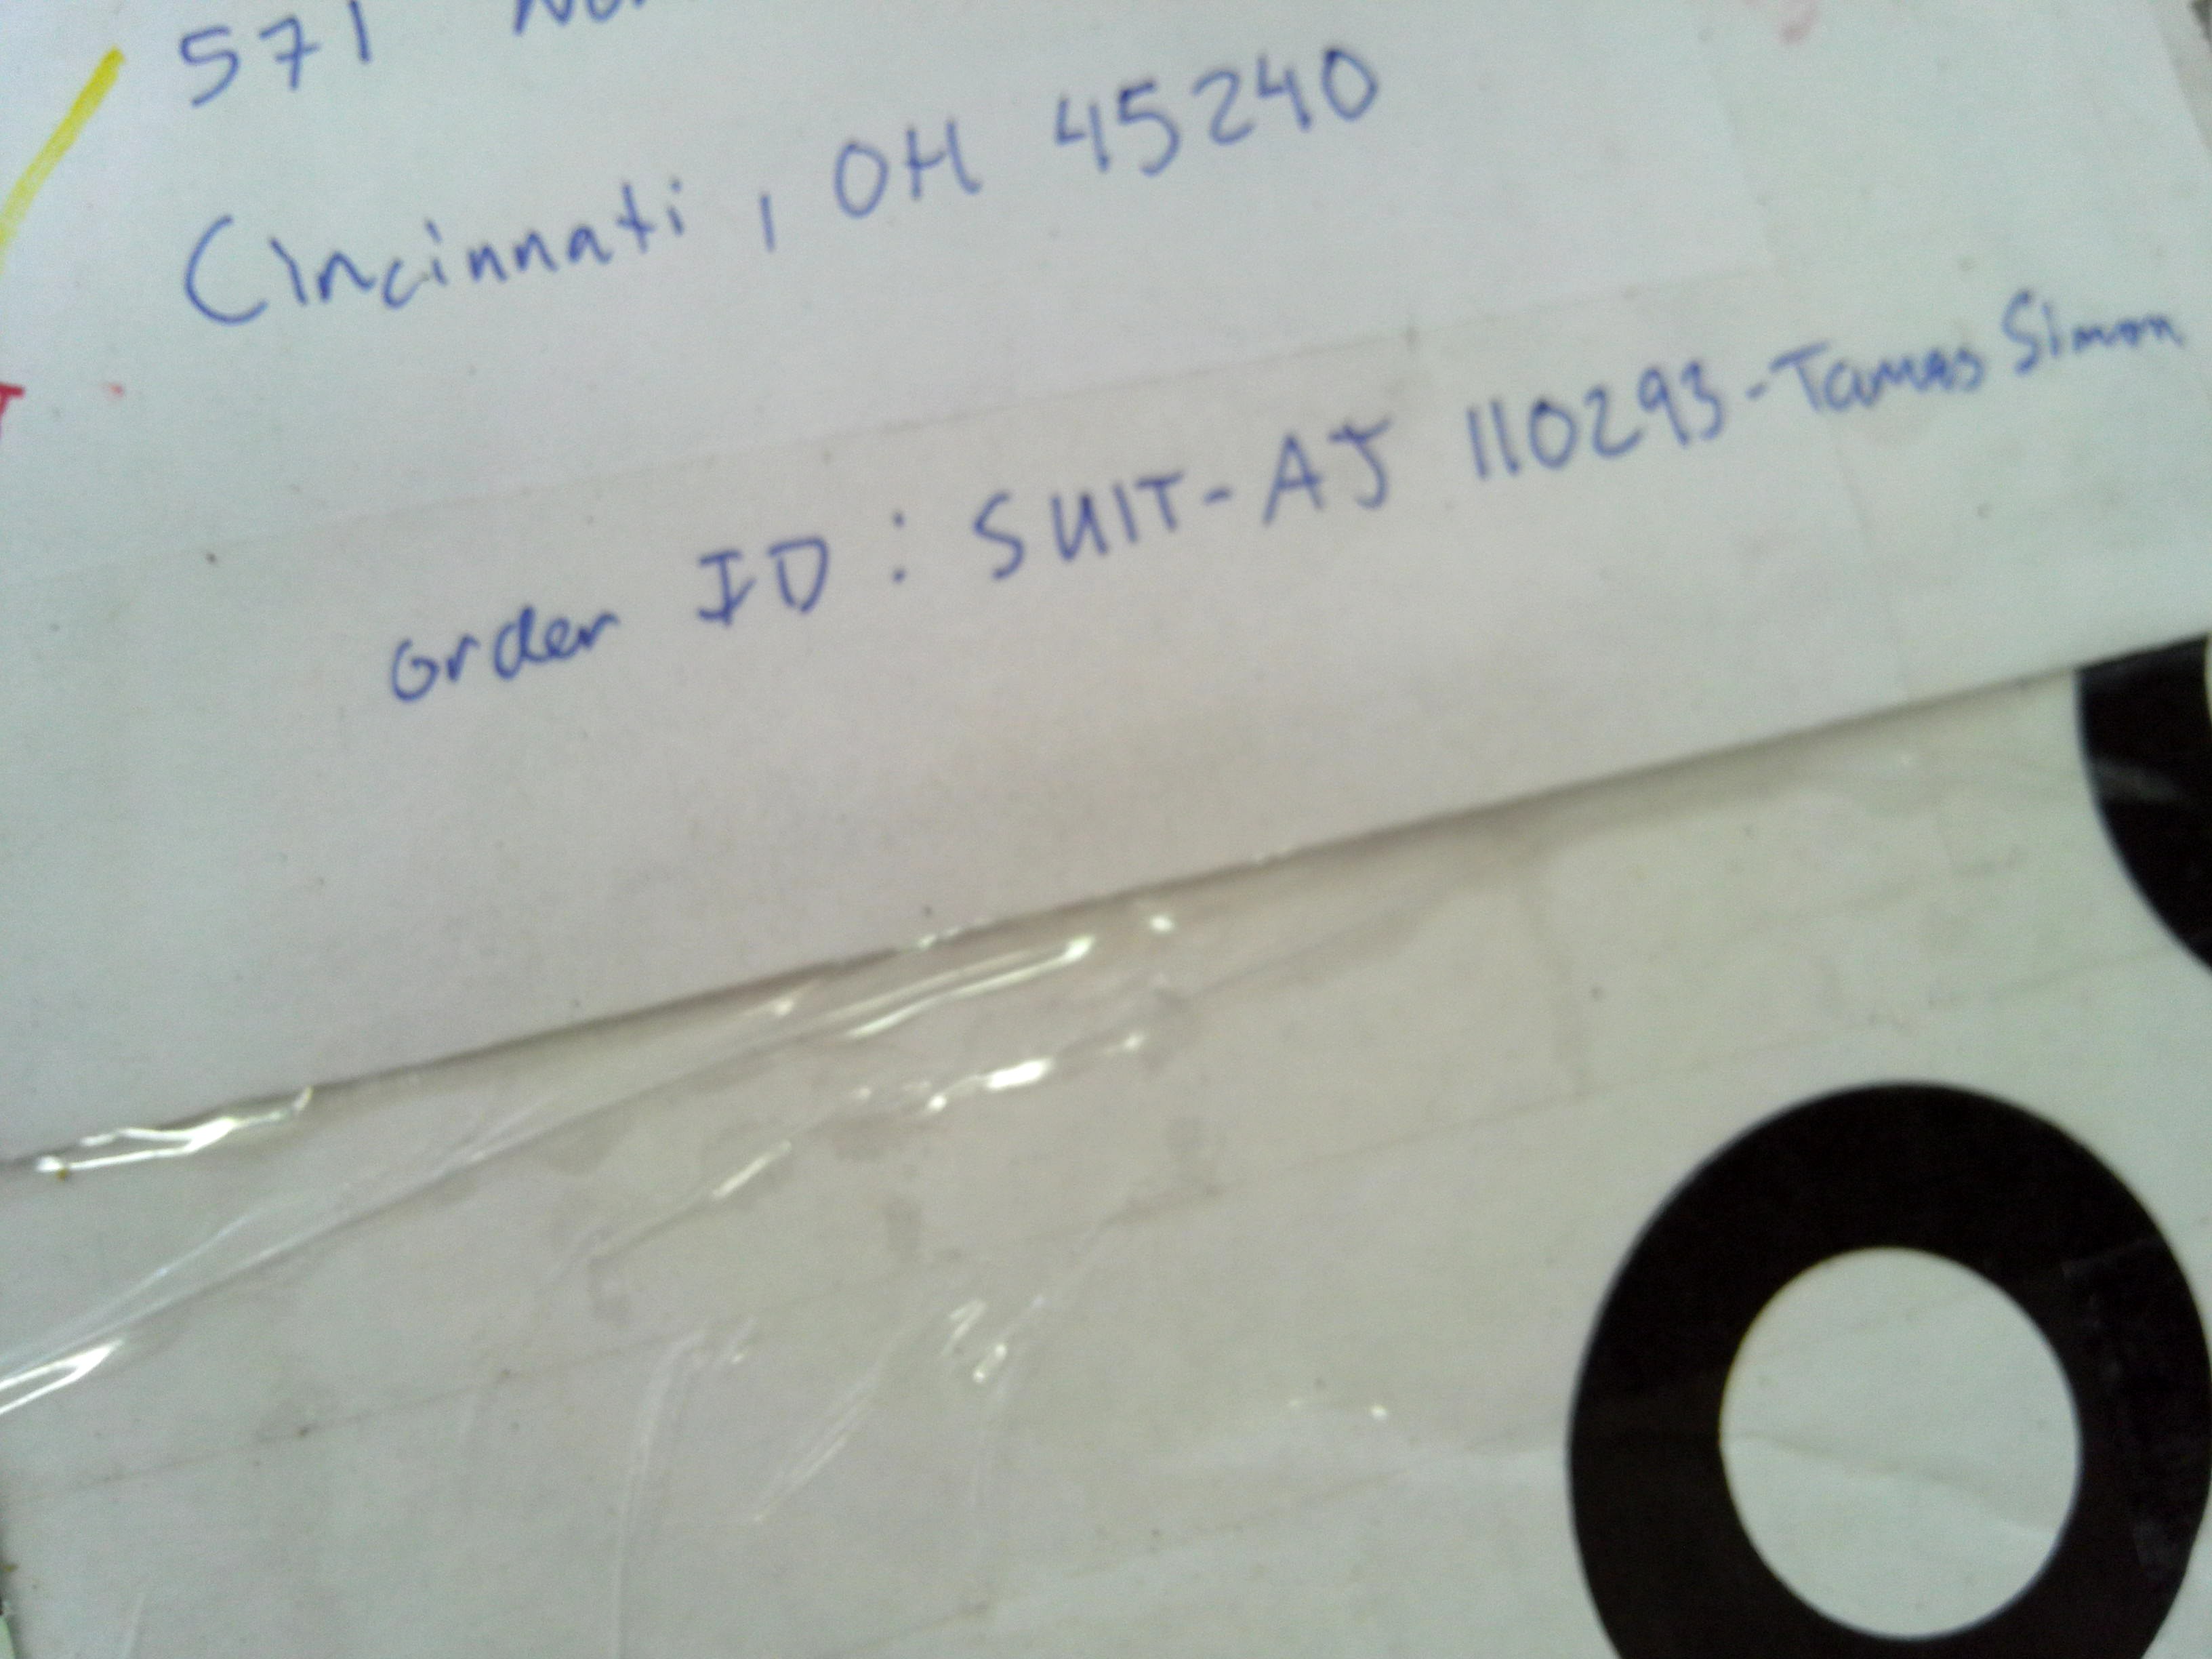 571
Cincinnati, OH 45240
Order ID: SUIT-AJ 110293-Tamas Simon